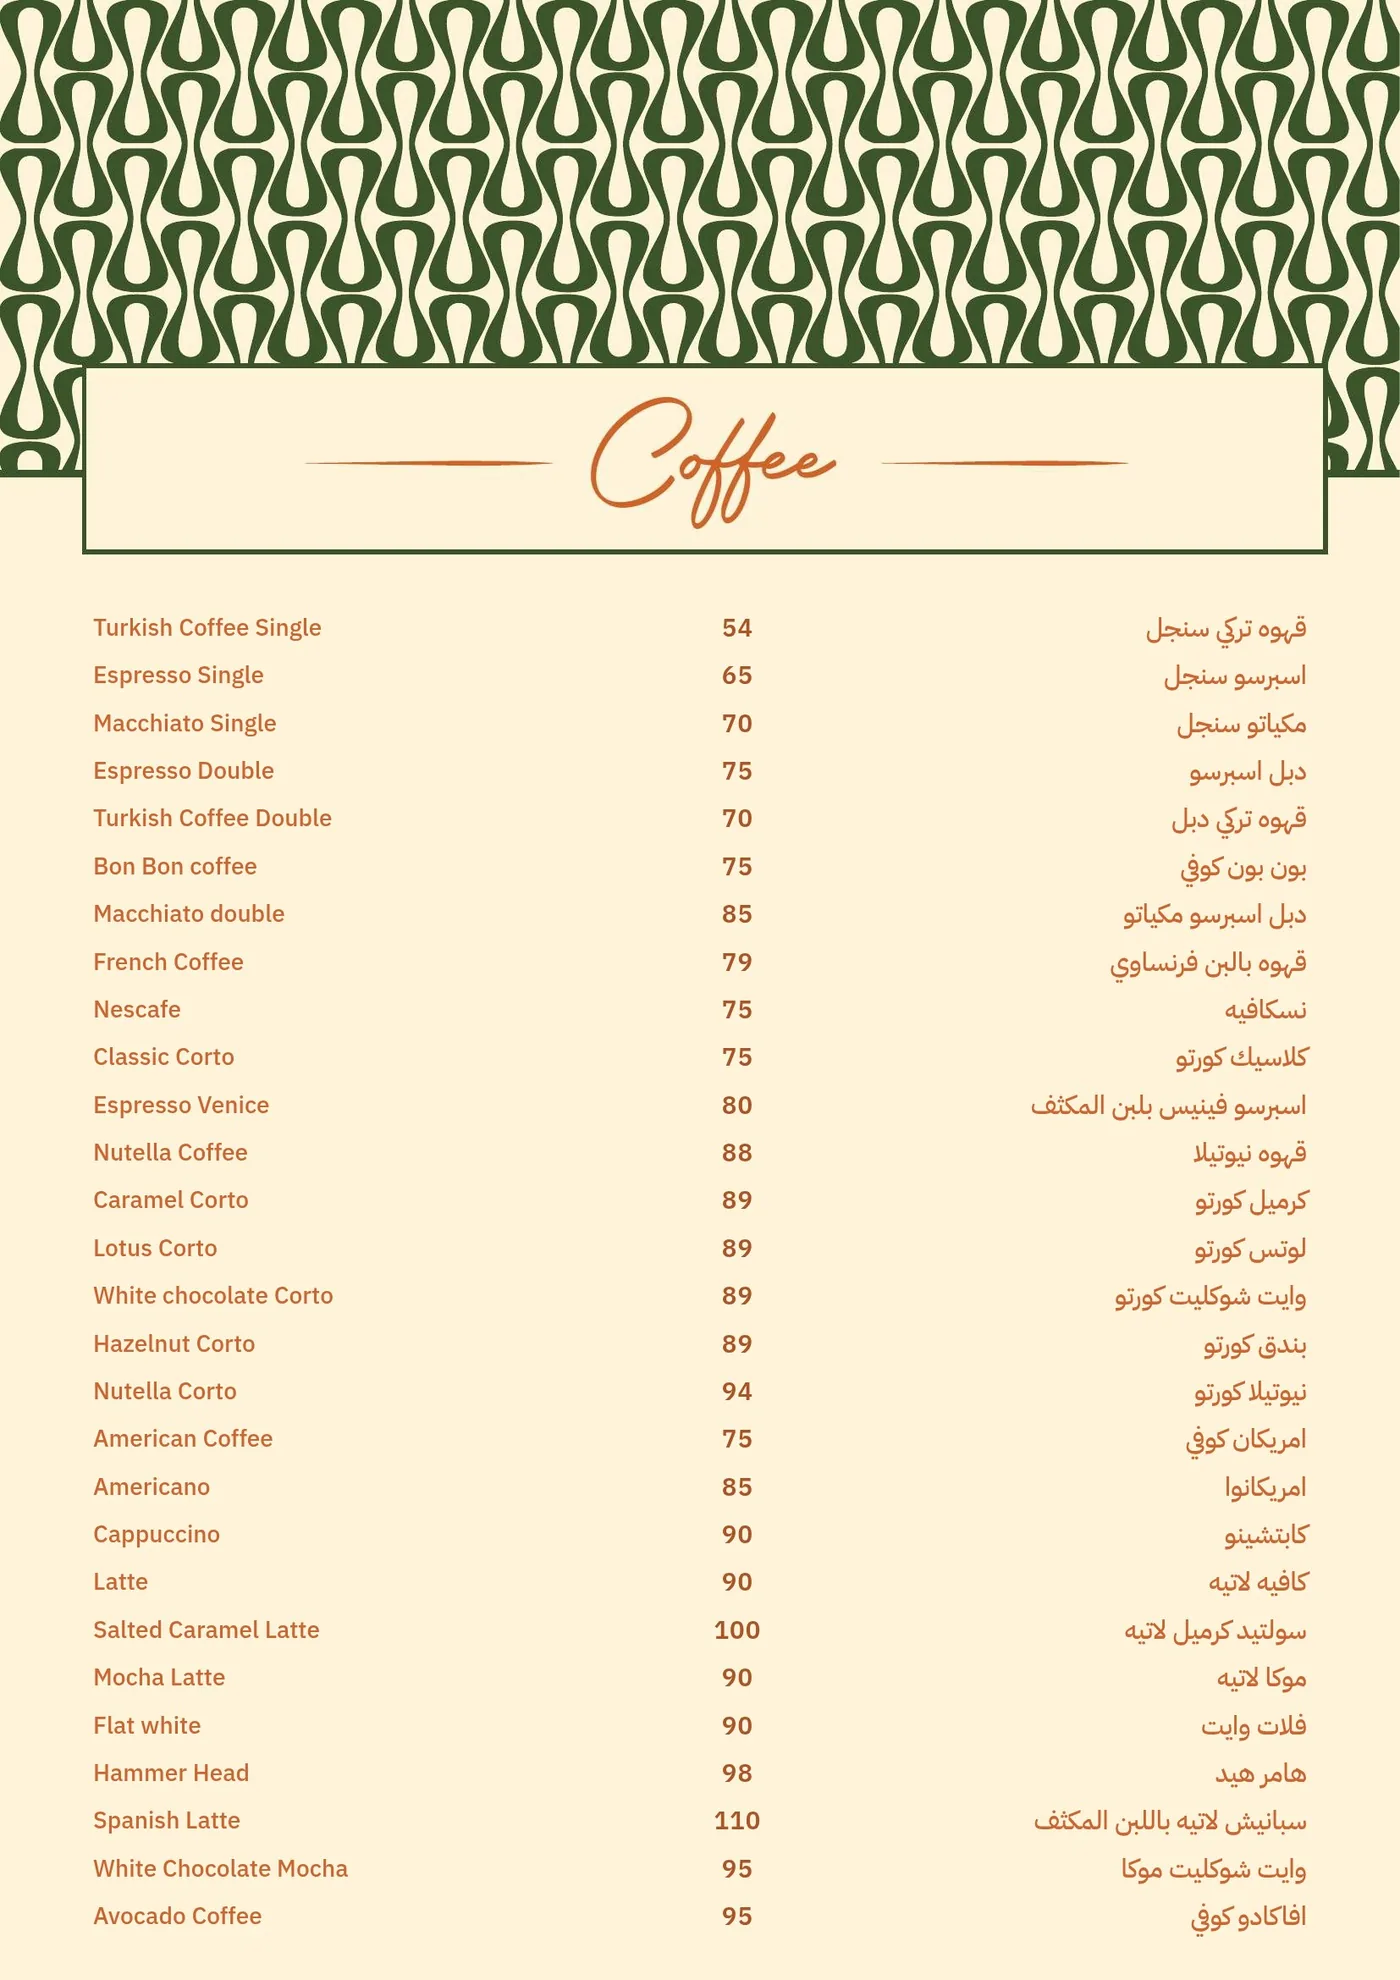 Coffee
Turkish Coffee Single 54 قهوه تركي سنجل
Espresso Single 65 اسبرسو سنجل
Macchiato Single 70 مكياتو سنجل
Espresso Double 75 دبل اسبرسو
Turkish Coffee Double 70 قهوه تركي دبل
Bon Bon coffee 75 بون بون كوفي
Macchiato double 85 دبل اسبرسو مكياتو
French Coffee 79 قهوه بالبن فرنساوي
Nescafe 75 نسكافيه
Classic Corto 75 كلاسيك كورتو
Espresso Venice 80 اسبرسو فينيس بلبن المكثف
Nutella Coffee 88 قهوه نيوتيلا
Caramel Corto 89 كرميل كورتو
Lotus Corto 89 لوتس كورتو
White chocolate Corto 89 وايت شوكليت كورتو
Hazelnut Corto 89 بندق كورتو
Nutella Corto 94 نيوتيلا كورتو
American Coffee 75 امريكان كوفي
Americano 85 امريكانوا
Cappuccino 90 كابتشينو
Latte 90 كافيه لاتيه
Salted Caramel Latte 100 سولتيد كرميل لاتيه
Mocha Latte 90 موكا لاتيه
Flat white 90 فلات وايت
Hammer Head 98 هامر هيد
Spanish Latte 110 سبانيش لاتيه باللبن المكثف
White Chocolate Mocha 95 وايت شوكليت موكا
Avocado Coffee 95 افاكادو كوفي